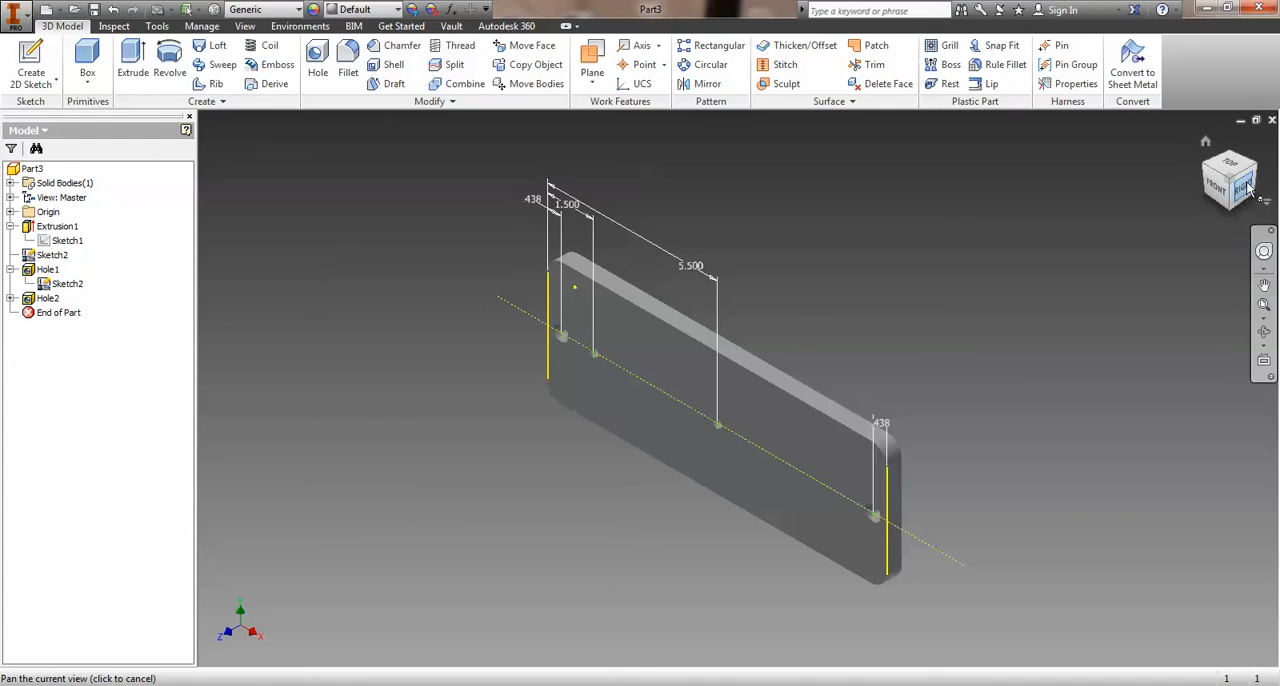 PRO
Generic
Default
Part3
Type a keyword or phrase
Sign In
3D Model Inspect Tools Manage View Environments BIM Get Started Vault Autodesk 360
Create 2D Sketch
Box
Extrude
Revolve
Loft Coil
Sweep Emboss
Rib Derive
Hole
Fillet
Chamfer Thread Move Face
Shell Split Copy Object
Draft Combine Move Bodies
Plane
Axis
Point
UCS
Rectangular
Circular
Mirror
Thicken/Offset Patch
Stitch Trim
Sculpt Delete Face
Grill Snap Fit
Boss Rule Fillet
Rest Lip
Pin
Pin Group
Properties
Convert to Sheet Metal
Sketch Primitives Create Modify Work Features Pattern Surface Plastic Part Harness Convert
Model
Part3
Solid Bodies(1)
View: Master
Origin
Extrusion1
Sketch1
Sketch2
Hole1
Sketch2
Hole2
End of Part
.438
1.500
5.500
.438
TOP
FRONT
RIGHT
Y
Z
X
Pan the current view (click to cancel)
1 1